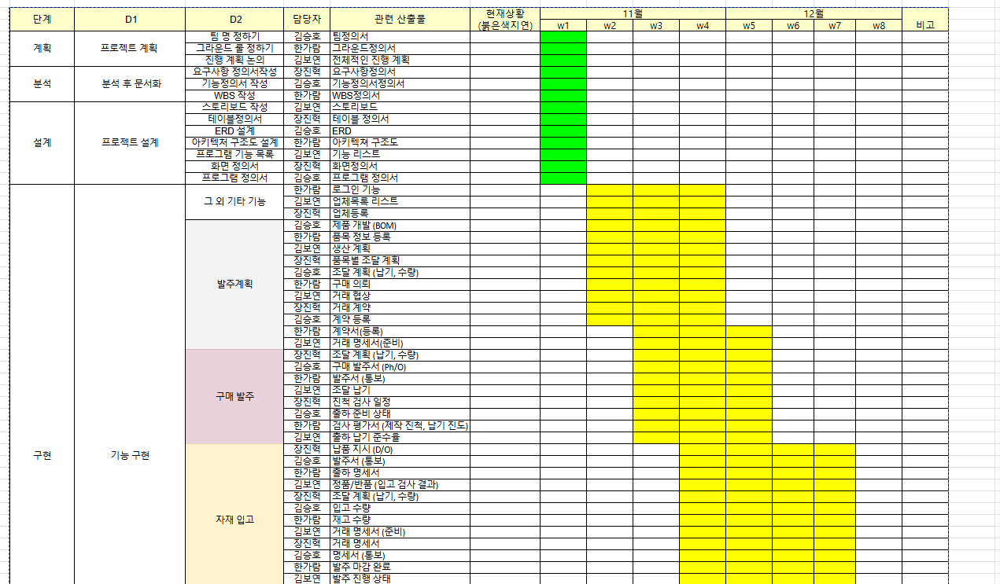 단계 D1 D2 담당자 관련 산출물 현재상황 (붉은색지연) 11월 12월 비고
w1 w2 w3 w4 w5 w6 w7 w8
계획 프로젝트 계획 팀 명 정하기 김승호 팀정의서
그라운드 룰 정하기 한가람 그라운드정의서
진행 계획 논의 김보연 전체적인 진행 계획
분석 분석 후 문서화 요구사항 정의서작성 장진혁 요구사항정의서
기능정의서 작성 김승호 기능정의서정의서
WBS 작성 한가람 WBS정의서
설계 프로젝트 설계 스토리보드 작성 김보연 스토리보드
테이블정의서 장진혁 테이블 정의서
ERD 설계 김승호 ERD
아키텍처 구조도 설계 한가람 아키텍쳐 구조도
프로그램 기능 목록 김보연 기능 리스트
화면 정의서 장진혁 화면정의서
프로그램 정의서 김승호 프로그램 정의서
구현 기능 구현 그 외 기타 기능 한가람 로그인 기능
김보연 업체목록 리스트
장진혁 업체등록
발주계획 김승호 제품 개발 (BOM)
한가람 품목 정보 등록
김보연 생산 계획
장진혁 품목별 조달 계획
김승호 조달 계획 (납기, 수량)
한가람 구매 의뢰
김보연 거래 협상
장진혁 거래 계약
김승호 계약 등록
한가람 계약서(등록)
김보연 거래 명세서(준비)
구매 발주 장진혁 조달 계획 (납기, 수량)
김승호 구매 발주서 (Ph/O)
한가람 발주서 (통보)
김보연 조달 납기
장진혁 진척 검사 일정
김승호 출하 준비 상태
한가람 검사 평가서 (제작 진척, 납기 진도)
김보연 출하 납기 준수율
자재 입고 장진혁 납품 지시 (D/O)
김승호 발주서 (통보)
한가람 출하 명세서
김보연 정품/반품 (입고 검사 결과)
장진혁 조달 계획 (납기, 수량)
김승호 입고 수량
한가람 재고 수량
김보연 거래 명세서 (준비)
장진혁 거래 명세서
김승호 명세서 (통보)
한가람 발주 마감 완료
김보연 발주 진행 상태